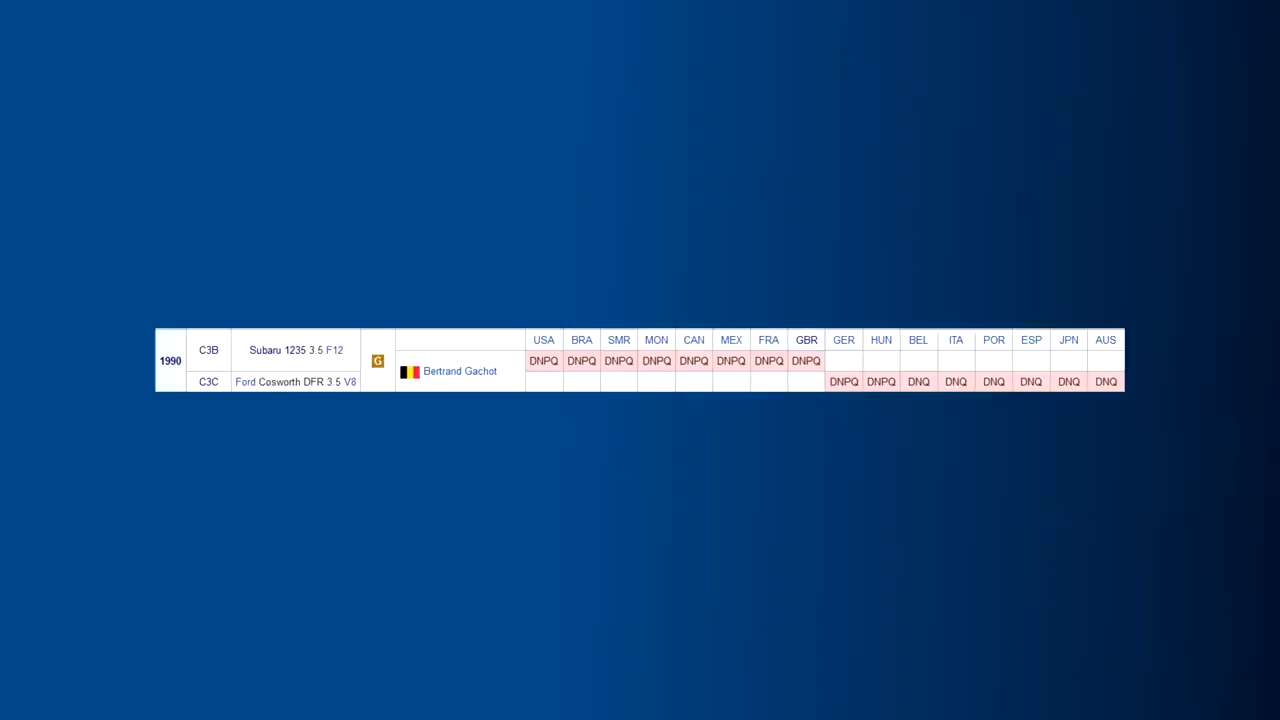 USA BRA SMR MON CAN MEX FRA GBR GER HUN BEL ITA POR ESP JPN AUS
C3B Subaru 1235 3.5 F12
1990 G DNPQ DNPQ DNPQ DNPQ DNPQ DNPQ DNPQ DNPQ
Bertrand Gachot
C3C Ford Cosworth DFR 3.5 V8 DNPQ DNPQ DNQ DNQ DNQ DNQ DNQ DNQ